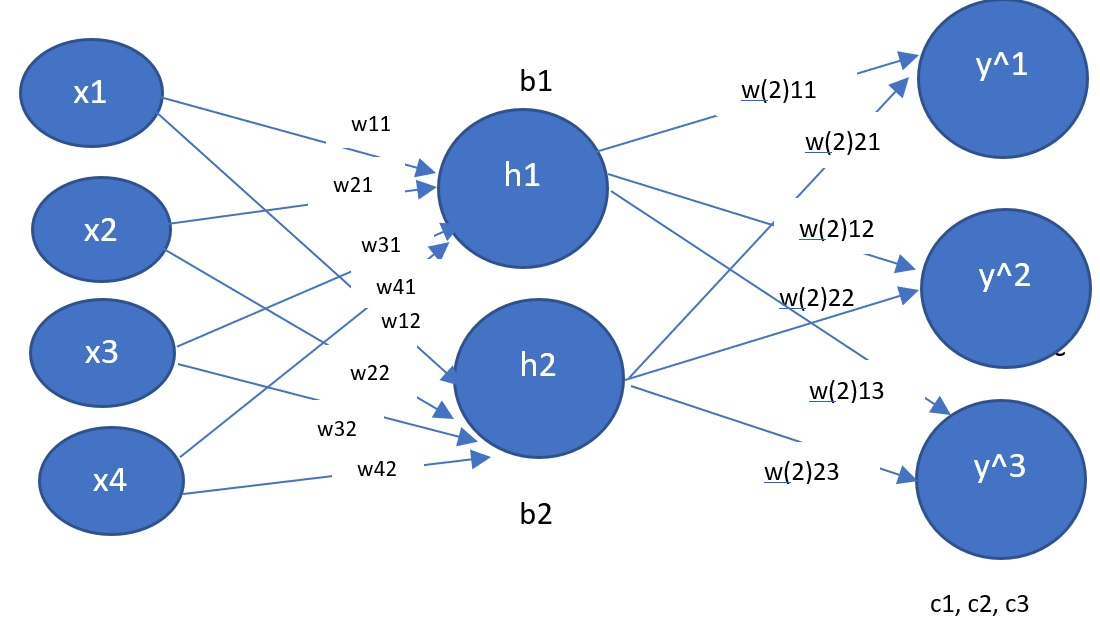 x1
x2
x3
x4
w11
w21
w31
w41
w12
w22
w32
w42
b1
h1
h2
b2
w(2)11
w(2)21
w(2)12
w(2)22
w(2)13
w(2)23
y^1
y^2
y^3
c1, c2, c3